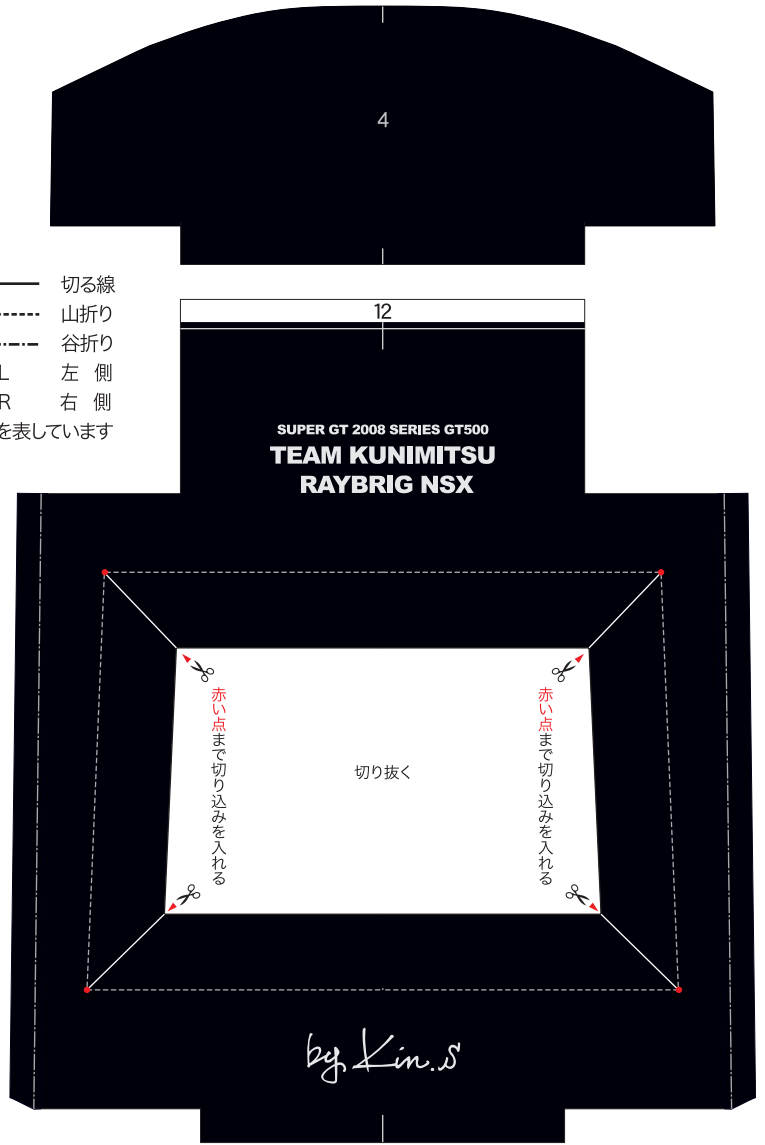 4
切る線
山折り
谷折り
L 左 側
R 右 側
を表しています
12
SUPER GT 2008 SERIES GT500
TEAM KUNIMITSU
RAYBRIG NSX
赤い点まで切り込みを入れる
切り抜く
赤い点まで切り込みを入れる
by Kin.s